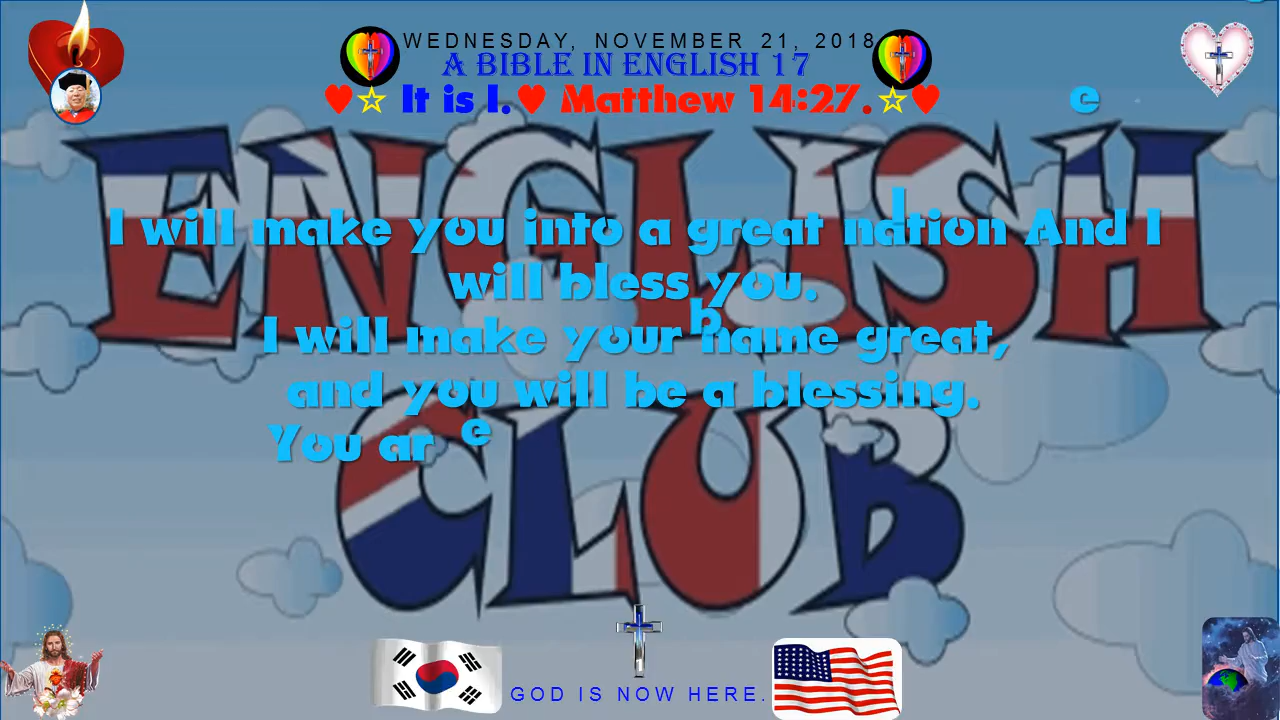 WEDNESDAY, NOVEMBER 21, 2018
A BIBLE IN ENGLISH 17
♥☆ It is I.♥ Matthew 14:27.☆♥
ENGLISH
I will make you into a great nation And I
will bless you.
I will make your name great,
and you will be a blessing.
You are
CLUB
GOD IS NOW HERE.